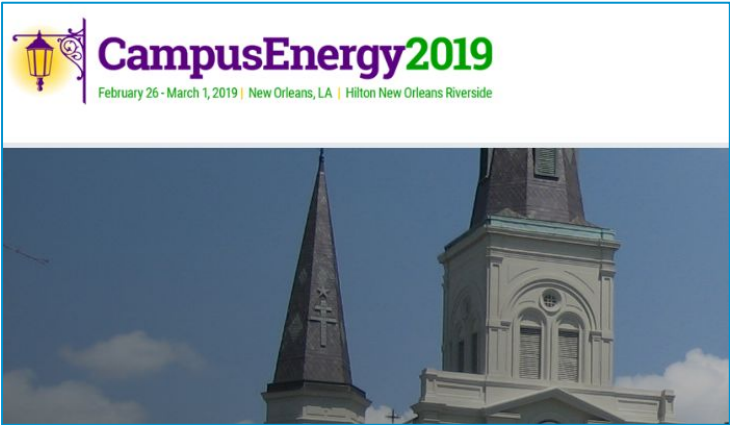 CampusEnergy2019
February 26 - March 1, 2019 | New Orleans, LA | Hilton New Orleans Riverside